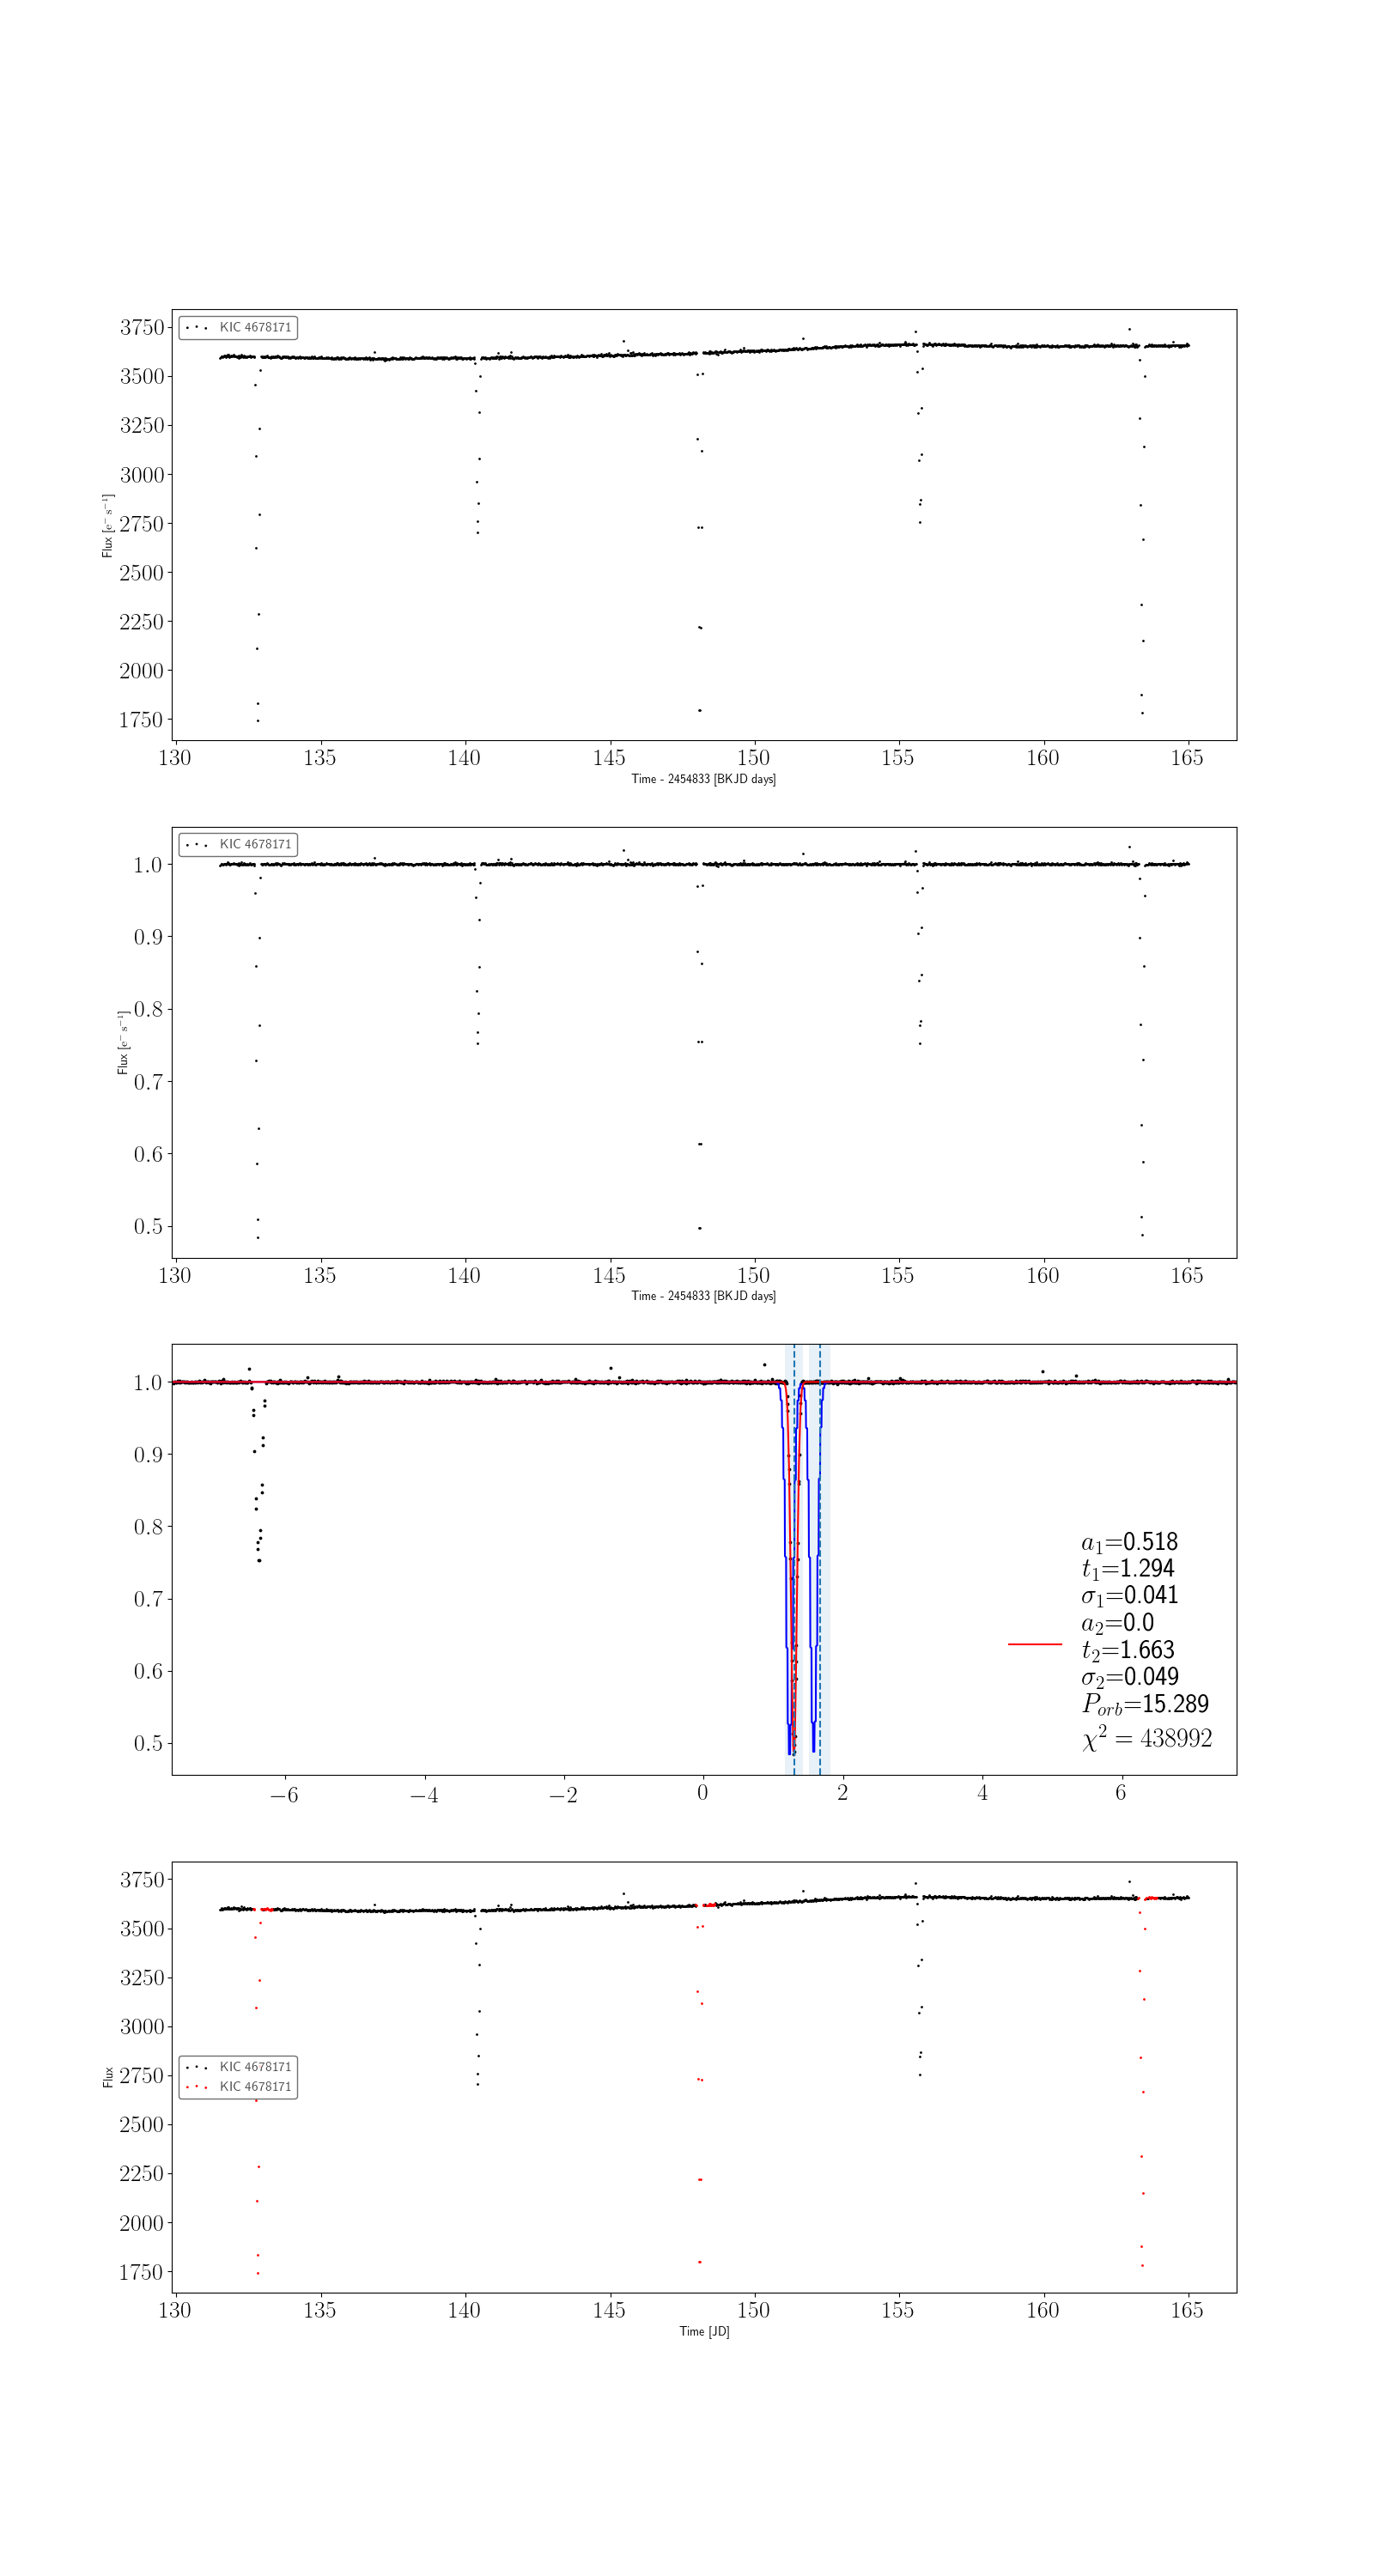 KIC 4678171
3750
3500
3250
3000
2750
2500
2250
2000
1750
Flux [e⁻ s⁻¹]
130 135 140 145 150 155 160 165
Time - 2454833 [BKJD days]
KIC 4678171
1.0
0.9
0.8
0.7
0.6
0.5
Flux [e⁻ s⁻¹]
130 135 140 145 150 155 160 165
Time - 2454833 [BKJD days]
1.0
0.9
0.8
0.7
0.6
0.5
a₁=0.518
t₁=1.294
σ₁=0.041
a₂=0.0
t₂=1.663
σ₂=0.049
P_orb=15.289
χ² = 438992
−6 −4 −2 0 2 4 6
3750
3500
3250
3000
2750
2500
2250
2000
1750
Flux
KIC 4678171
KIC 4678171
130 135 140 145 150 155 160 165
Time [JD]